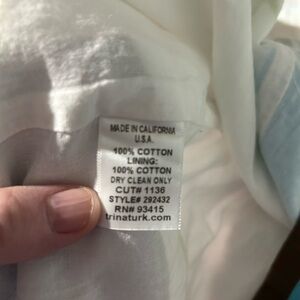 MADE IN CALIFORNIA
U.S.A.
100% COTTON
LINING:
100% COTTON
DRY CLEAN ONLY
CUT# 1136
STYLE# 292432
RN# 93415
trinaturk.com